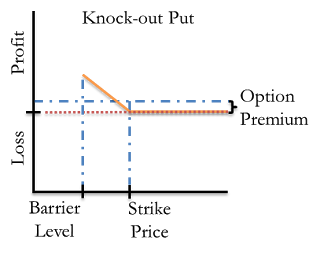 Knock-out Put
Profit
Loss
Option
Premium
Barrier
Level
Strike
Price